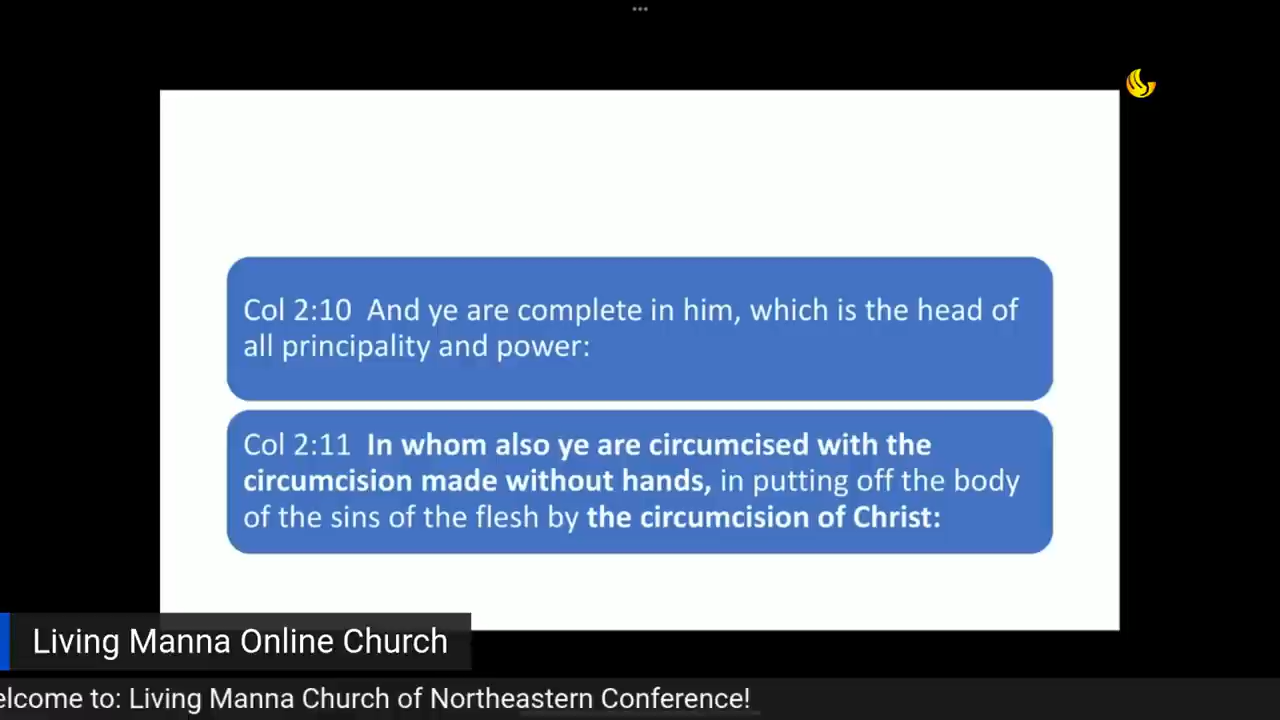 Col 2:10 And ye are complete in him, which is the head of
all principality and power:
Col 2:11 In whom also ye are circumcised with the
circumcision made without hands, in putting off the body
of the sins of the flesh by the circumcision of Christ:
Living Manna Online Church
elcome to: Living Manna Church of Northeastern Conference!